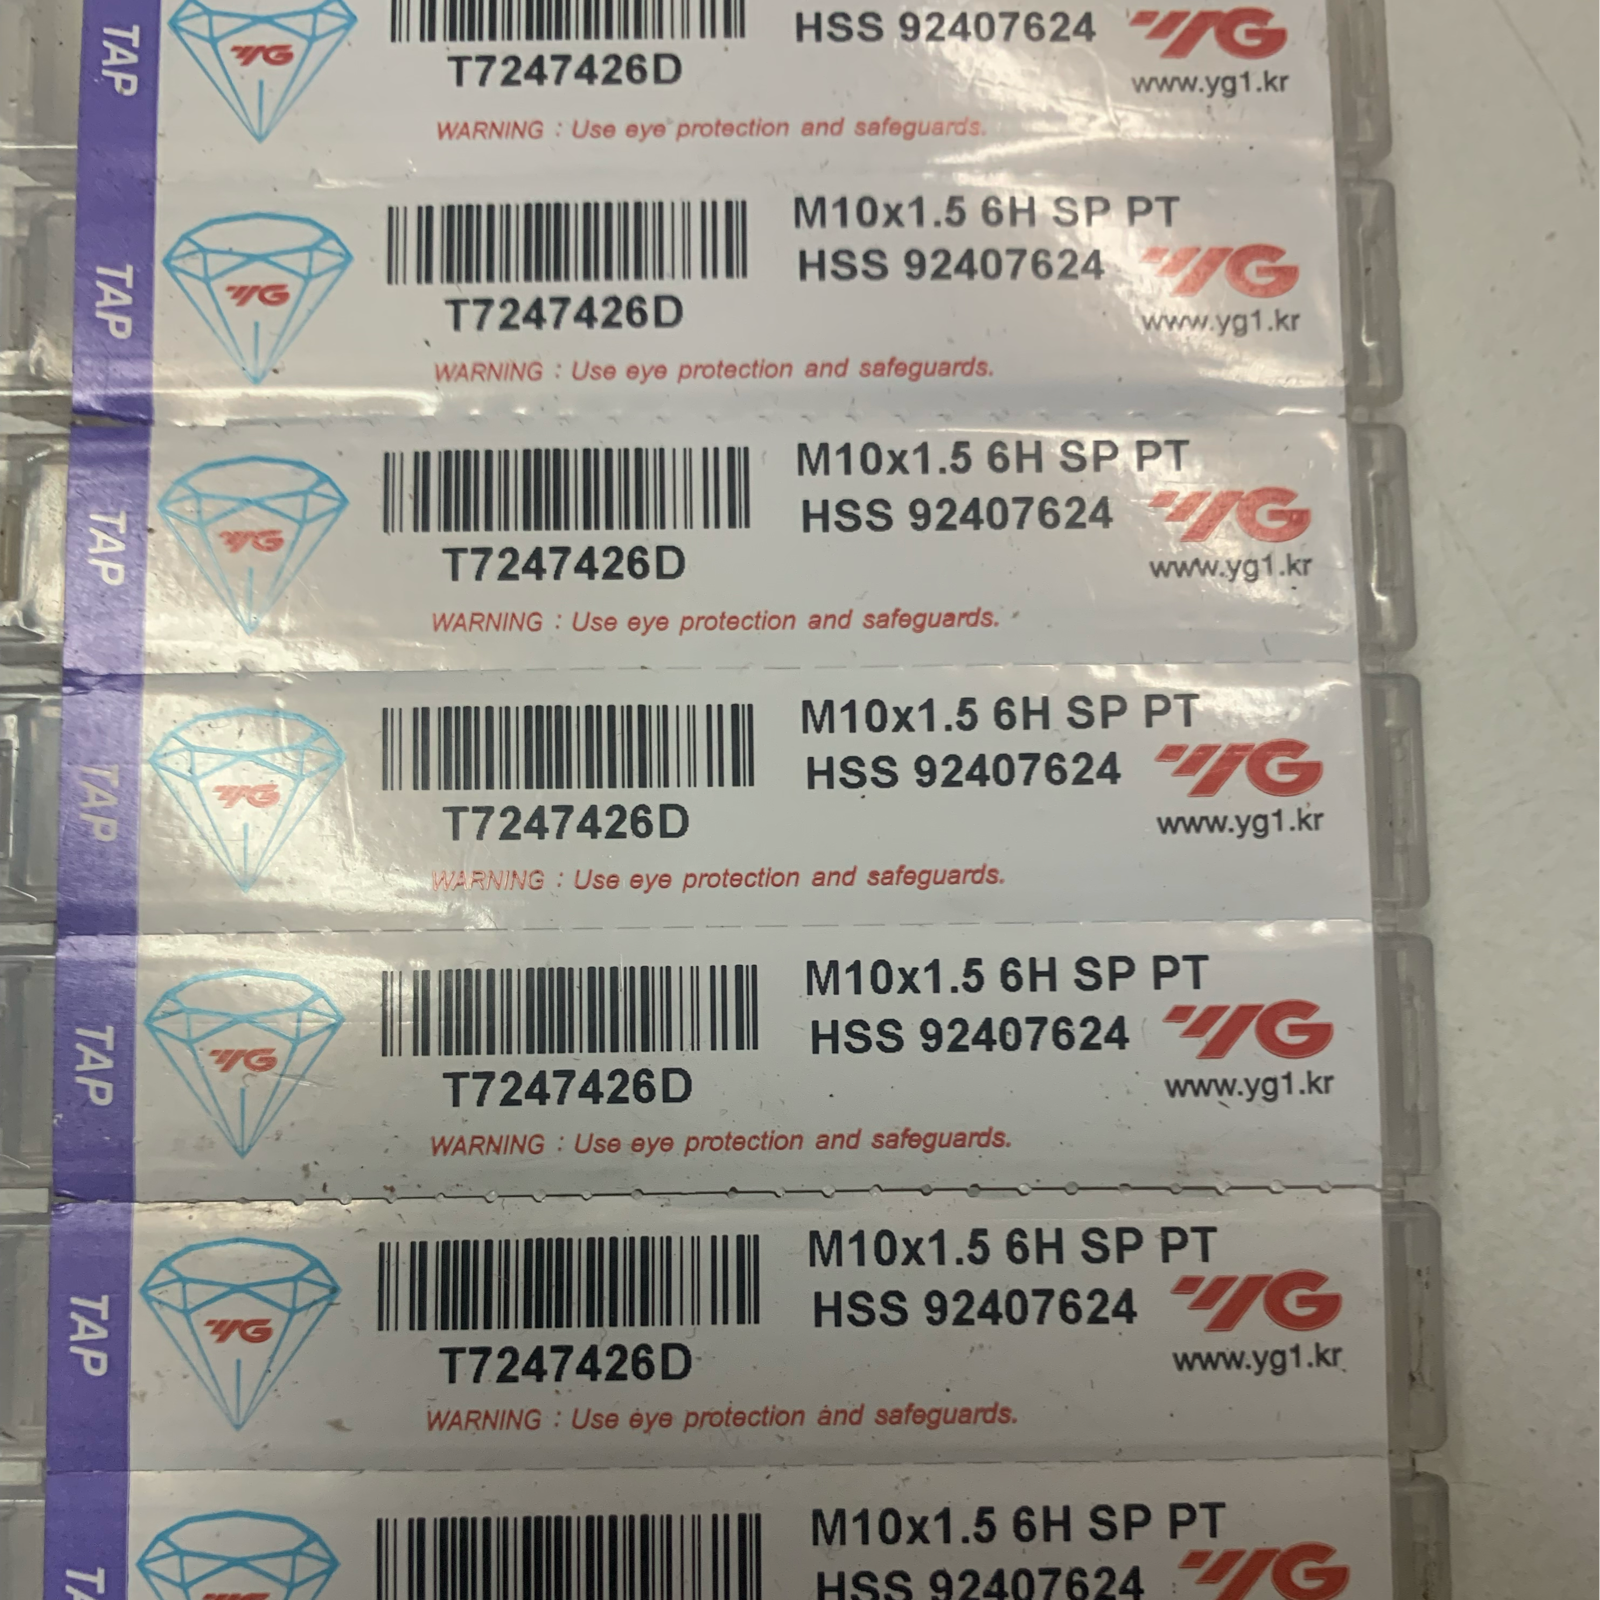 TAP
YG
HSS 92407624
YG
T7247426D
www.yg1.kr
WARNING : Use eye protection and safeguards.
TAP
YG
M10x1.5 6H SP PT
HSS 92407624
YG
T7247426D
www.yg1.kr
WARNING : Use eye protection and safeguards.
TAP
YG
M10x1.5 6H SP PT
HSS 92407624
YG
T7247426D
www.yg1.kr
WARNING : Use eye protection and safeguards.
TAP
YG
M10x1.5 6H SP PT
HSS 92407624
YG
T7247426D
www.yg1.kr
WARNING : Use eye protection and safeguards.
TAP
YG
M10x1.5 6H SP PT
HSS 92407624
YG
T7247426D
www.yg1.kr
WARNING : Use eye protection and safeguards.
TAP
YG
M10x1.5 6H SP PT
HSS 92407624
YG
T7247426D
www.yg1.kr
WARNING : Use eye protection and safeguards.
M10x1.5 6H SP PT
HSS 92407624
YG